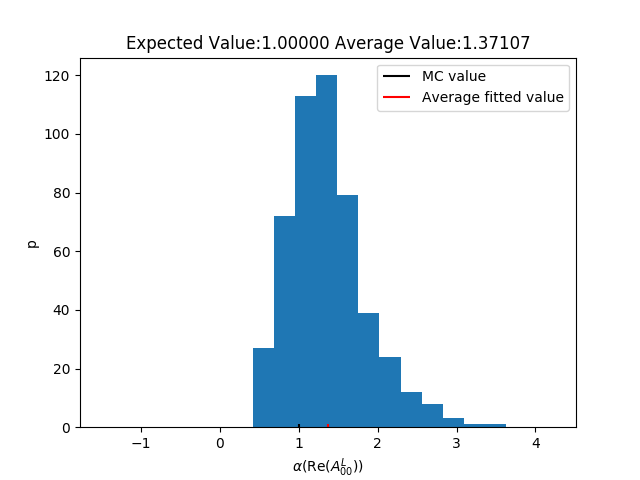 Expected Value:1.00000 Average Value:1.37107
MC value
Average fitted value
120
100
80
60
40
20
0
p
−1 0 1 2 3 4
α(Re(A^L_00))